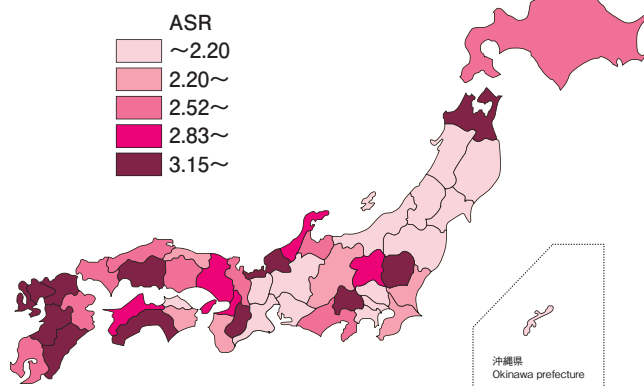 ASR
～2.20
2.20～
2.52～
2.83～
3.15～
沖縄県
Okinawa prefecture